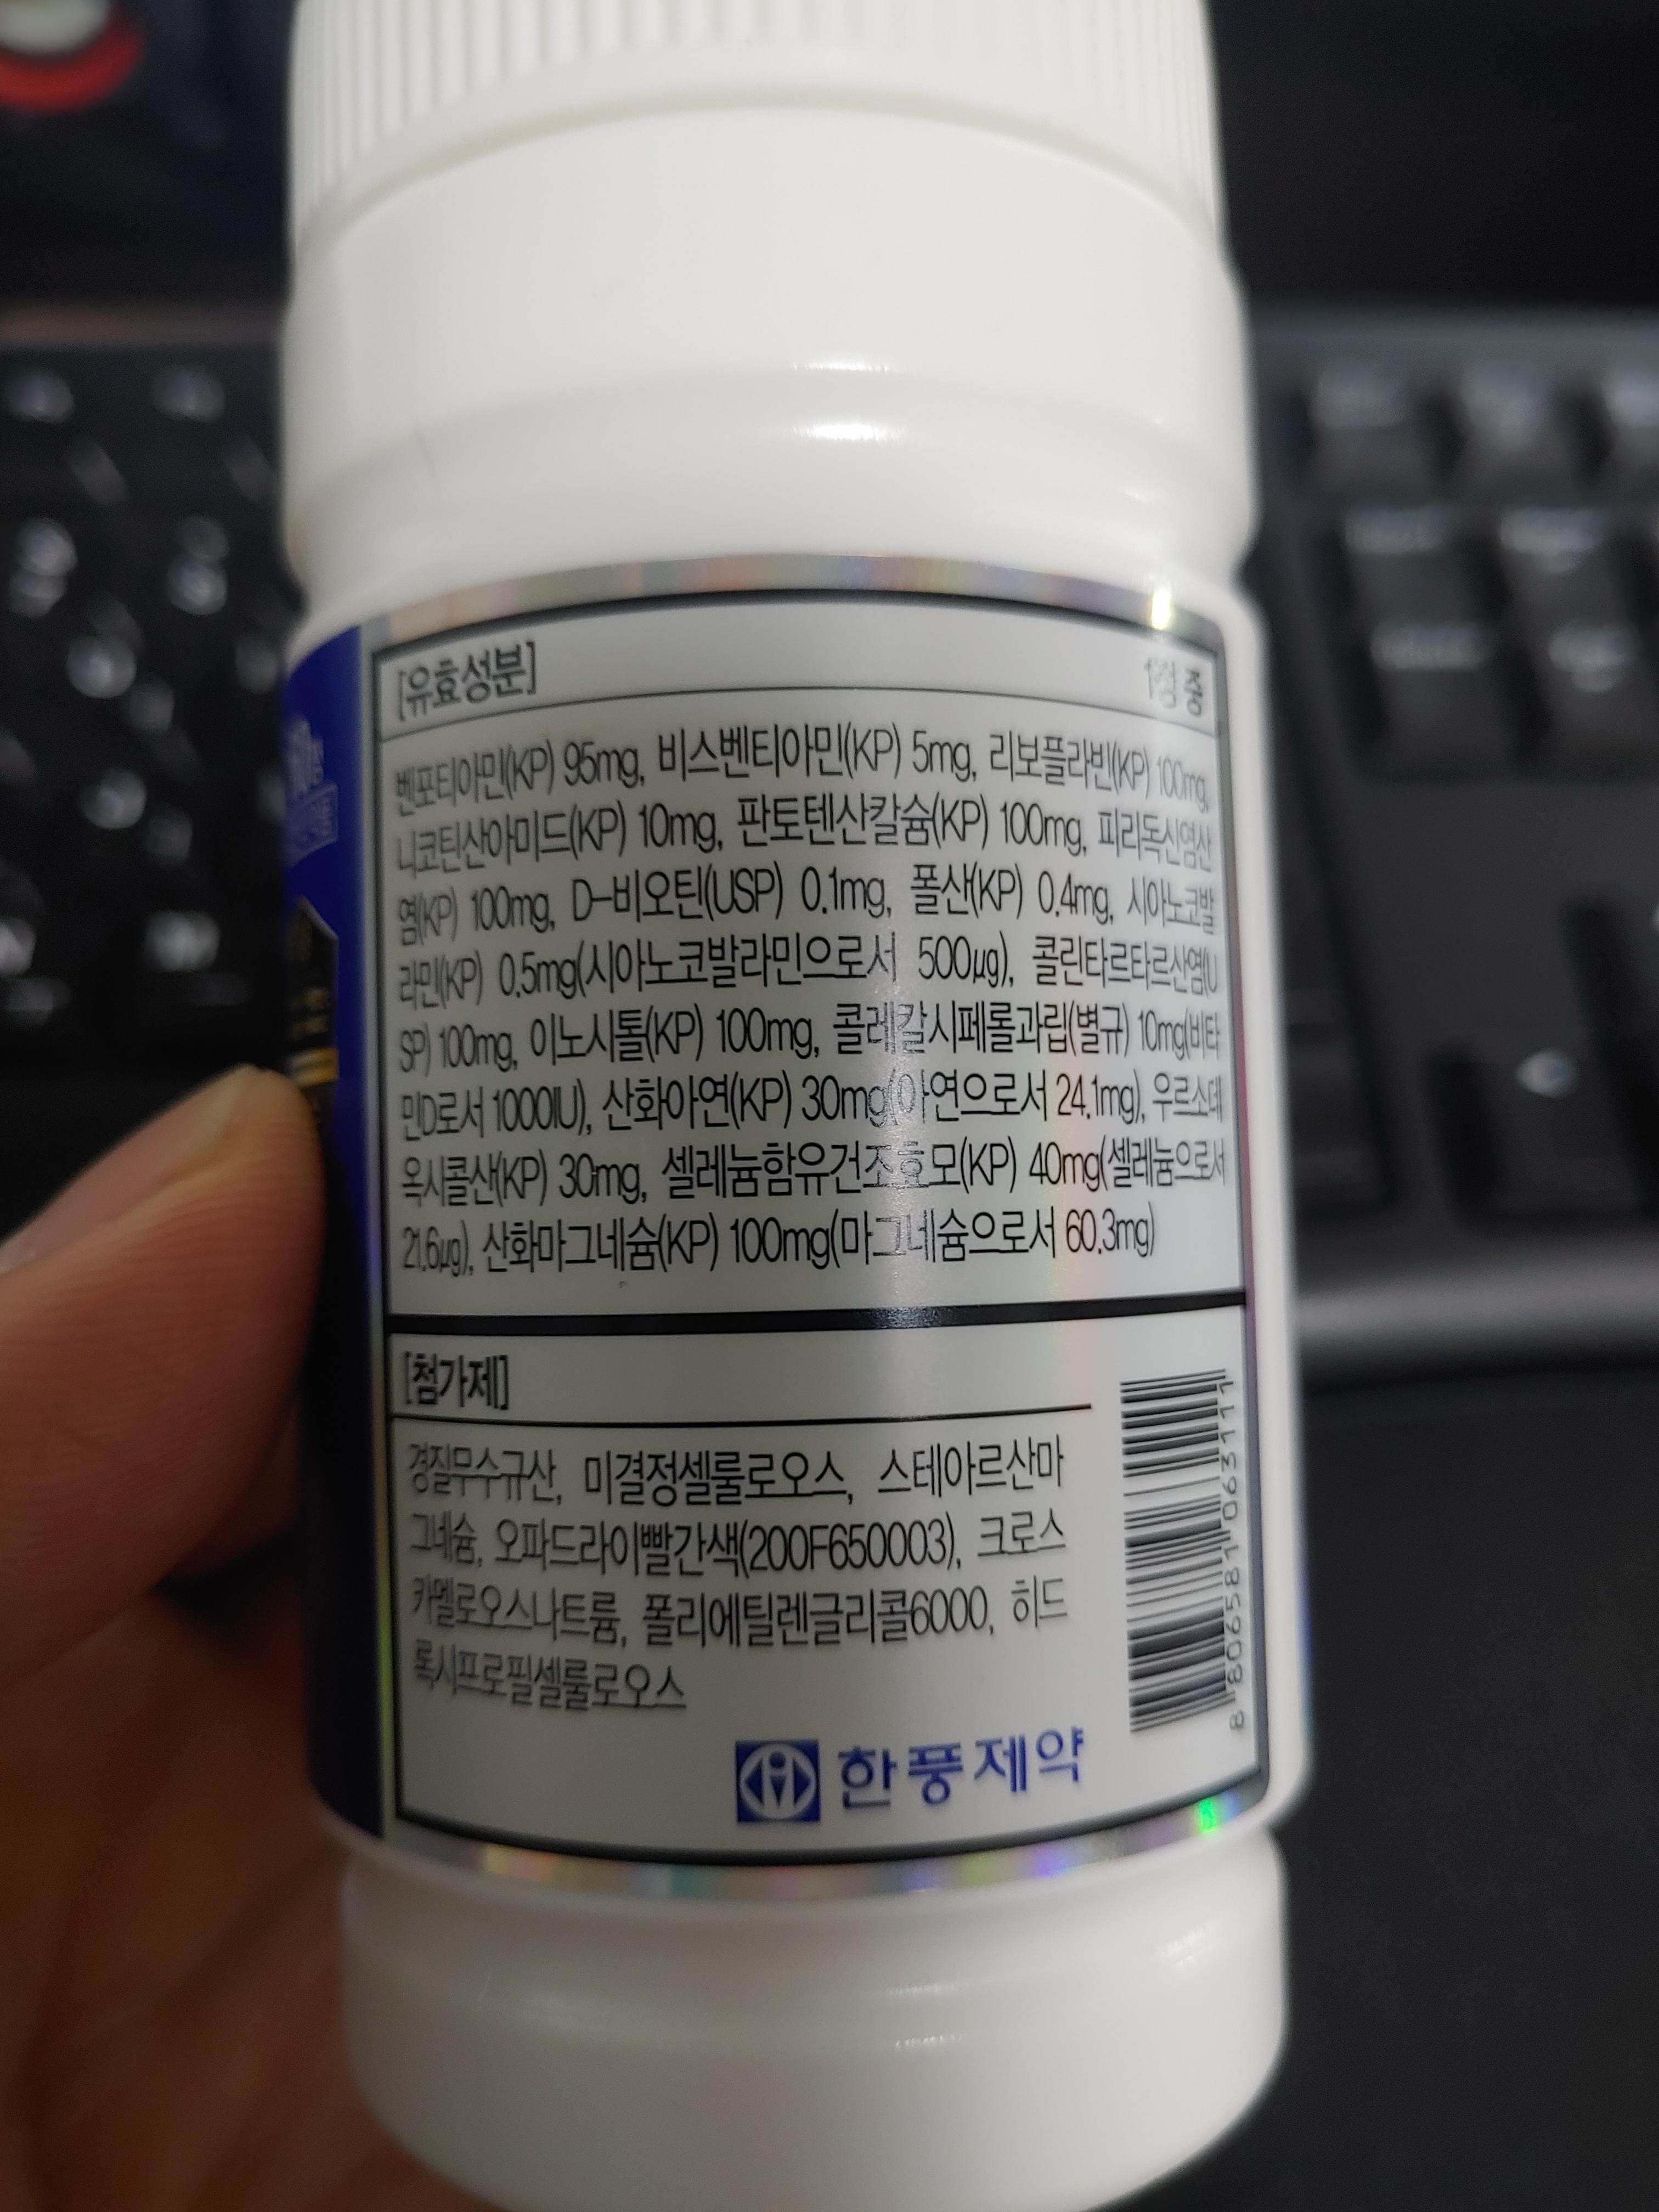 [유효성분] 1정 중
벤포티아민(KP) 95mg, 비스벤티아민(KP) 5mg, 리보플라빈(KP) 100mg,
니코틴산아미드(KP) 10mg, 판토텐산칼슘(KP) 100mg, 피리독신염산
염(KP) 100mg, D-비오틴(USP) 0.1mg, 폴산(KP) 0.4mg, 시아노코발
라민(KP) 0.5mg(시아노코발라민으로서 500μg), 콜린타르타르산염(U
SP) 100mg, 이노시톨(KP) 100mg, 콜레칼시페롤과립(별규) 10mg(비타
민D로서 1000IU), 산화아연(KP) 30mg(아연으로서 24.1mg), 우르소데
옥시콜산(KP) 30mg, 셀레늄함유건조효모(KP) 40mg(셀레늄으로서
21.6μg), 산화마그네슘(KP) 100mg(마그네슘으로서 60.3mg)
[첨가제]
경질무수규산, 미결정셀룰로오스, 스테아르산마
그네슘, 오파드라이빨간색(200F650003), 크로스
카멜로오스나트륨, 폴리에틸렌글리콜6000, 히드
록시프로필셀룰로오스
8 806581 063111
한풍제약